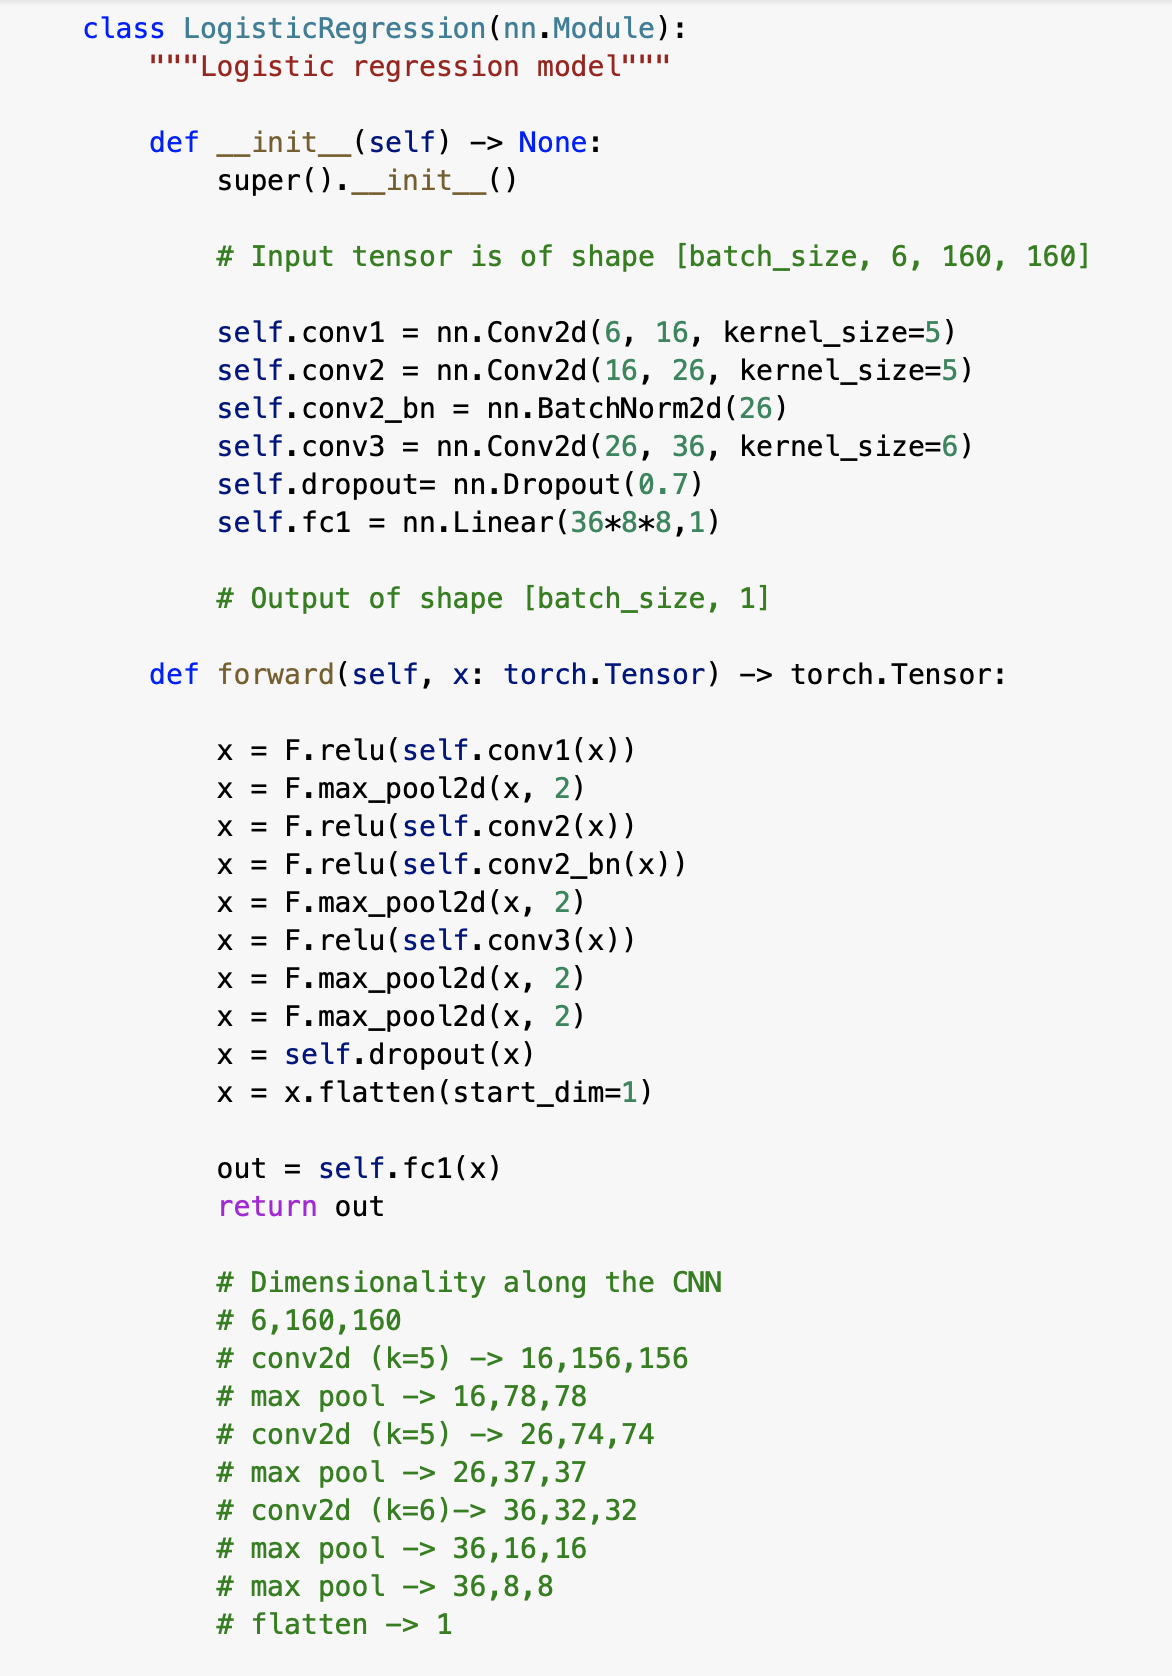 class LogisticRegression(nn.Module):
    """Logistic regression model"""
    def __init__(self) -> None:
        super().__init__()
        # Input tensor is of shape [batch_size, 6, 160, 160]
        self.conv1 = nn.Conv2d(6, 16, kernel_size=5)
        self.conv2 = nn.Conv2d(16, 26, kernel_size=5)
        self.conv2_bn = nn.BatchNorm2d(26)
        self.conv3 = nn.Conv2d(26, 36, kernel_size=6)
        self.dropout= nn.Dropout(0.7)
        self.fc1 = nn.Linear(36*8*8,1)
        # Output of shape [batch_size, 1]
    def forward(self, x: torch.Tensor) -> torch.Tensor:
        x = F.relu(self.conv1(x))
        x = F.max_pool2d(x, 2)
        x = F.relu(self.conv2(x))
        x = F.relu(self.conv2_bn(x))
        x = F.max_pool2d(x, 2)
        x = F.relu(self.conv3(x))
        x = F.max_pool2d(x, 2)
        x = F.max_pool2d(x, 2)
        x = self.dropout(x)
        x = x.flatten(start_dim=1)
        out = self.fc1(x)
        return out
        # Dimensionality along the CNN
        # 6,160,160
        # conv2d (k=5) -> 16,156,156
        # max pool -> 16,78,78
        # conv2d (k=5) -> 26,74,74
        # max pool -> 26,37,37
        # conv2d (k=6)-> 36,32,32
        # max pool -> 36,16,16
        # max pool -> 36,8,8
        # flatten -> 1